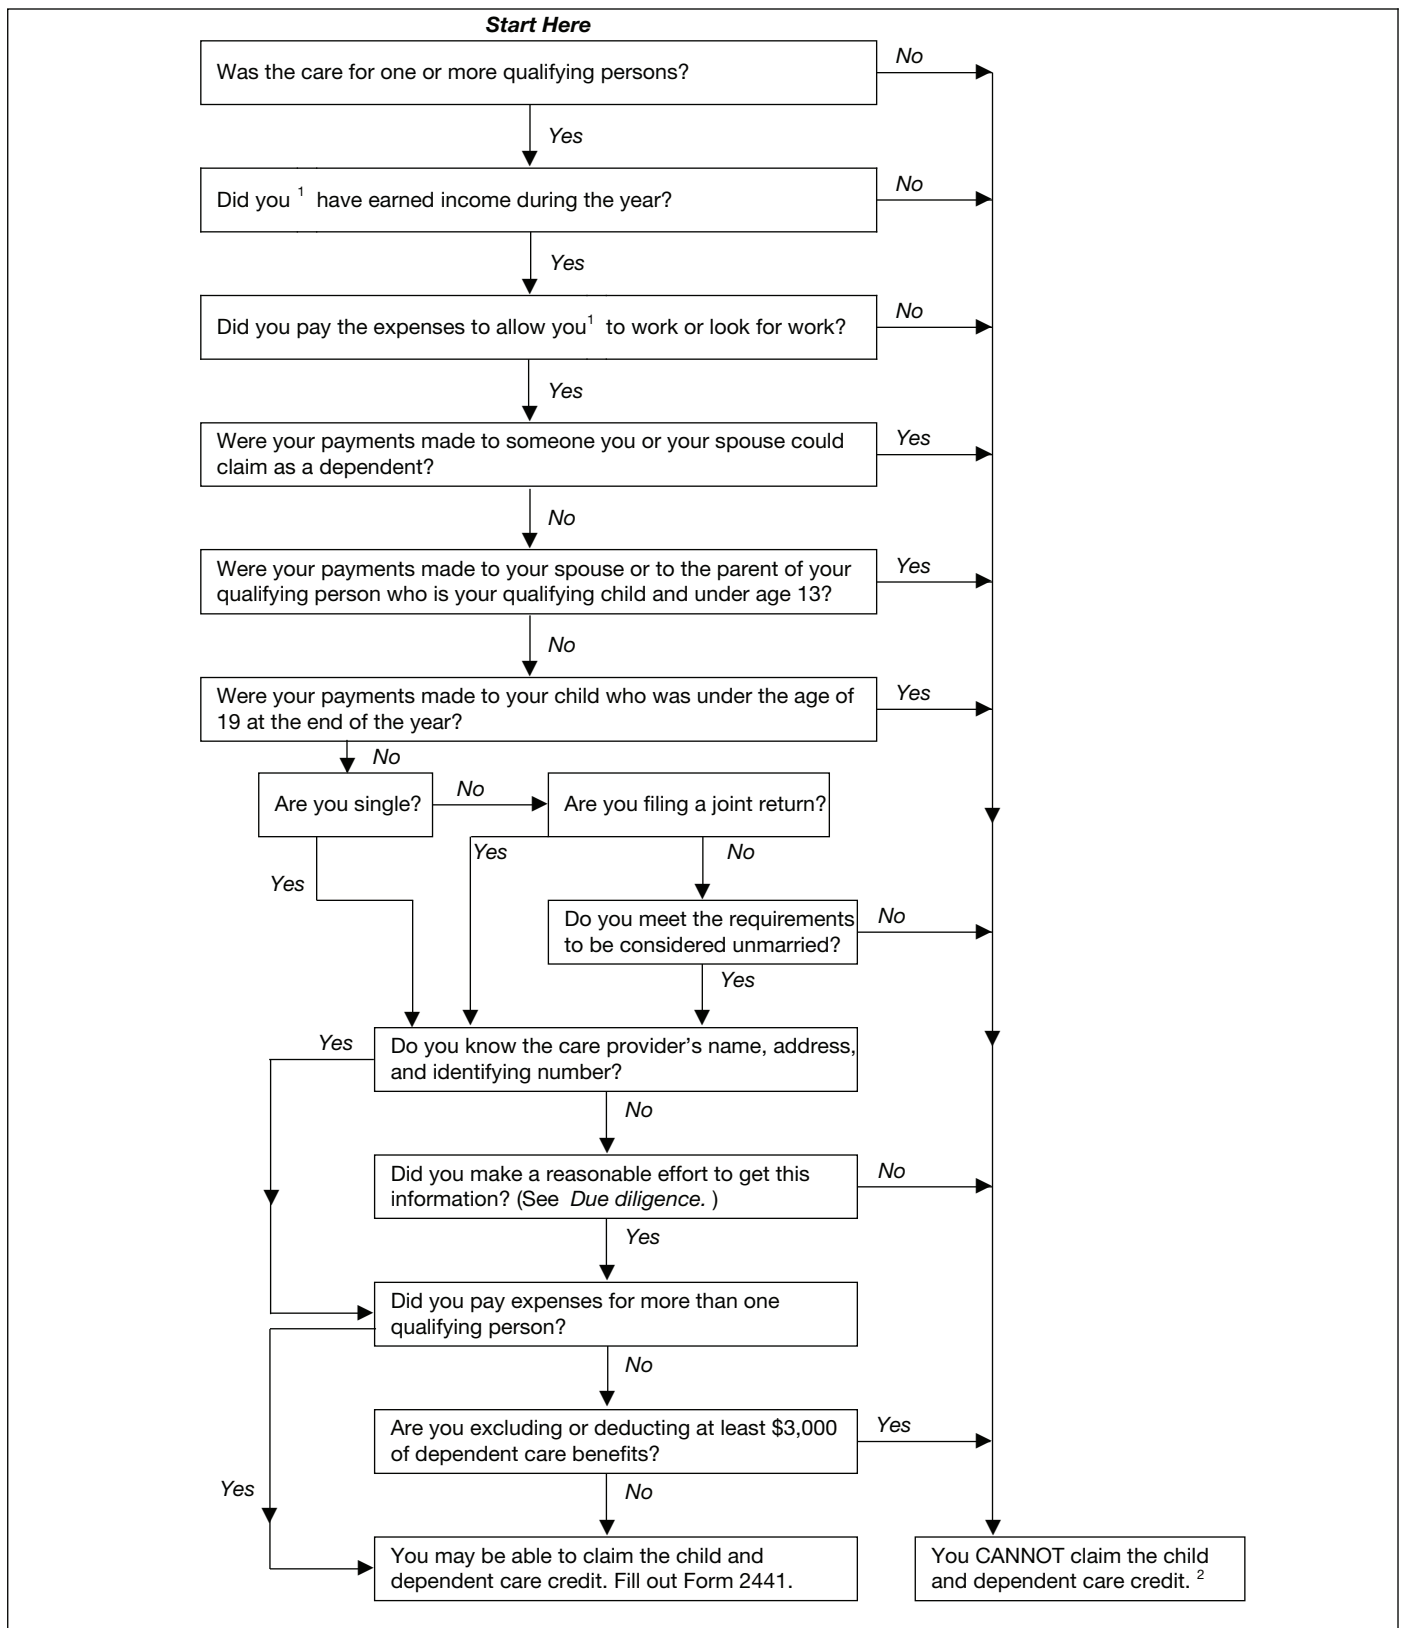 Start Here
Was the care for one or more qualifying persons?
No
Yes
Did you 1 have earned income during the year?
No
Yes
Did you pay the expenses to allow you1 to work or look for work?
No
Yes
Were your payments made to someone you or your spouse could
claim as a dependent?
Yes
No
Were your payments made to your spouse or to the parent of your
qualifying person who is your qualifying child and under age 13?
Yes
No
Were your payments made to your child who was under the age of
19 at the end of the year?
Yes
No
Are you single?
No
Are you filing a joint return?
Yes
Yes
No
Do you meet the requirements
to be considered unmarried?
No
Yes
Do you know the care provider's name, address,
and identifying number?
Yes
No
Did you make a reasonable effort to get this
information? (See Due diligence. )
No
Yes
Did you pay expenses for more than one
qualifying person?
No
Are you excluding or deducting at least $3,000
of dependent care benefits?
Yes
Yes
No
You may be able to claim the child and
dependent care credit. Fill out Form 2441.
You CANNOT claim the child
and dependent care credit. 2